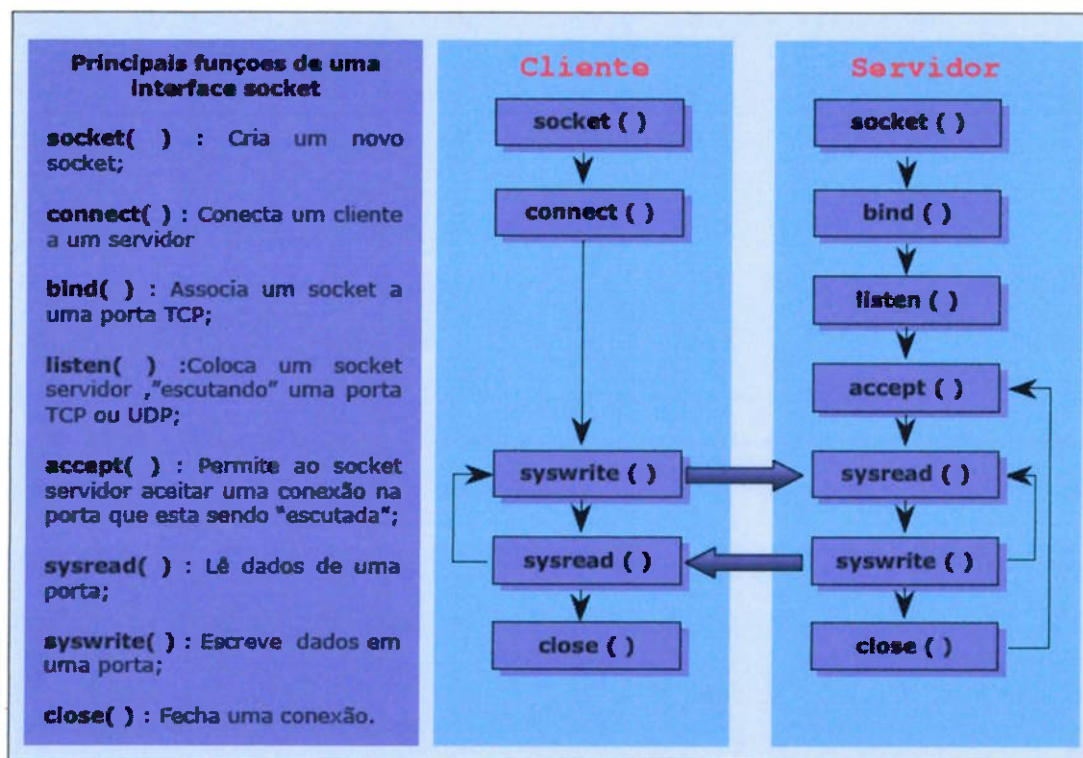 Principais funçoes de uma
interface socket
socket( ) : Cria um novo
socket;
connect( ) : Conecta um cliente
a um servidor
bind( ) : Associa um socket a
uma porta TCP;
listen( ) :Coloca um socket
servidor ,"escutando" uma porta
TCP ou UDP;
accept( ) : Permite ao socket
servidor aceitar uma conexão na
porta que esta sendo "escutada";
sysread( ) : Lê dados de uma
porta;
syswrite( ) : Escreve dados em
uma porta;
close( ) : Fecha uma conexão.
Cliente
socket ( )
connect ( )
syswrite ( )
sysread ( )
close ( )
Servidor
socket ( )
bind ( )
listen ( )
accept ( )
sysread ( )
syswrite ( )
close ( )